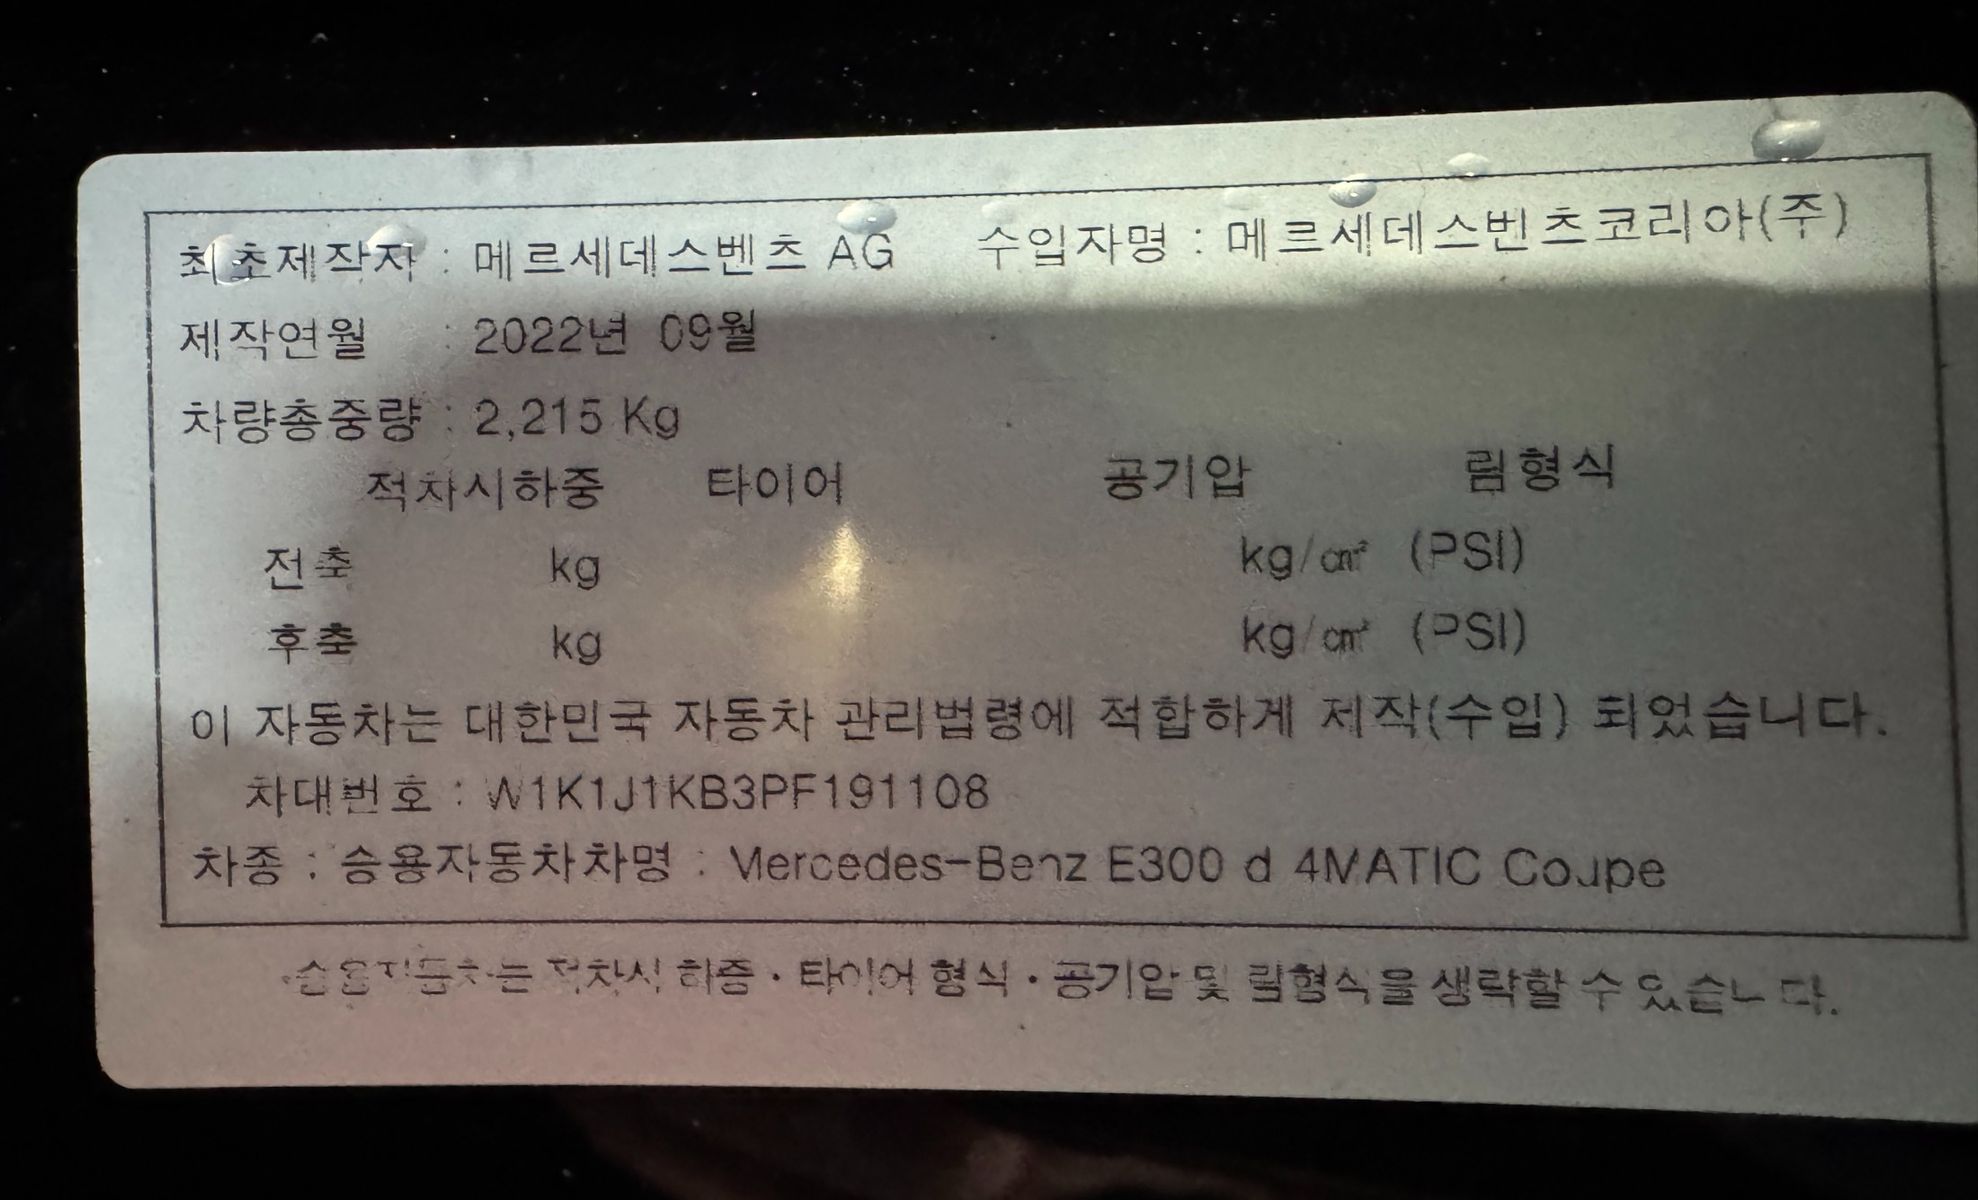 최초제작자 : 메르세데스벤츠 AG 수입자명 : 메르세데스벤츠코리아(주)
제작연월 : 2022년 09월
차량총중량 : 2,215 Kg
적차시하중 타이어 공기압 림형식
전축 kg kg/㎠ (PSI)
후축 kg kg/㎠ (PSI)
이 자동차는 대한민국 자동차 관리법령에 적합하게 제작(수입) 되었습니다.
차대번호 : W1K1J1KB3PF191108
차종 : 승용자동차차명 : Mercedes-Benz E300 d 4MATIC Coupe
승용자동차는 적차시 하중 · 타이어 형식 · 공기압 및 림형식을 생략할 수 있습니다.